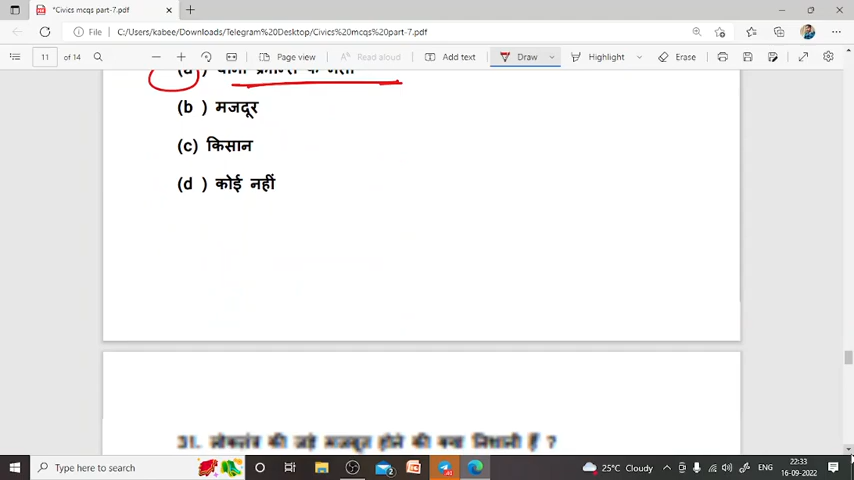 *Civics mcqs part-7.pdf
File
C:/Users/kabee/Downloads/Telegram%20Desktop/Civics%20mcqs%20part-7.pdf
11 of 14
Page view
Read aloud
Add text
Draw
Highlight
Erase
(a )
(b ) मजदूर
(c) किसान
(d ) कोई नहीं
31. लोकतंत्र की जड़े मजबूत होने की क्या निशानी हैं ?
Type here to search
25°C Cloudy
ENG
22:33
16-09-2022